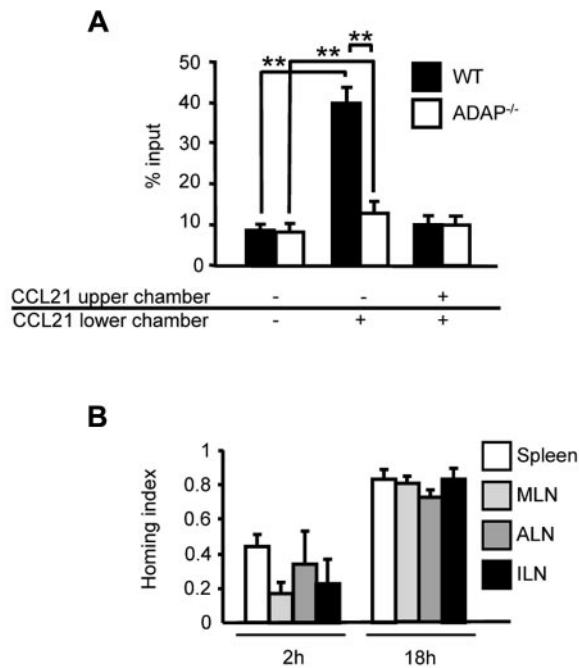 A
** ** **
50
40
30
20
10
0
% input
WT
ADAP-/-
CCL21 upper chamber - - +
CCL21 lower chamber - + +
B
1
0.8
0.6
0.4
0.2
0
Homing index
Spleen
MLN
ALN
ILN
2h 18h